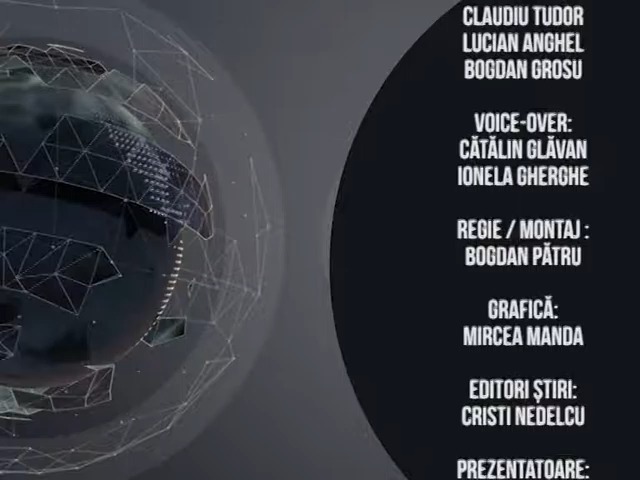 CLAUDIU TUDOR
LUCIAN ANGHEL
BOGDAN GROSU
VOICE-OVER:
CĂTĂLIN GLĂVAN
IONELA GHERGHE
REGIE / MONTAJ :
BOGDAN PĂTRU
GRAFICĂ:
MIRCEA MANDA
EDITORI ȘTIRI:
CRISTI NEDELCU
PREZENTATOARE: